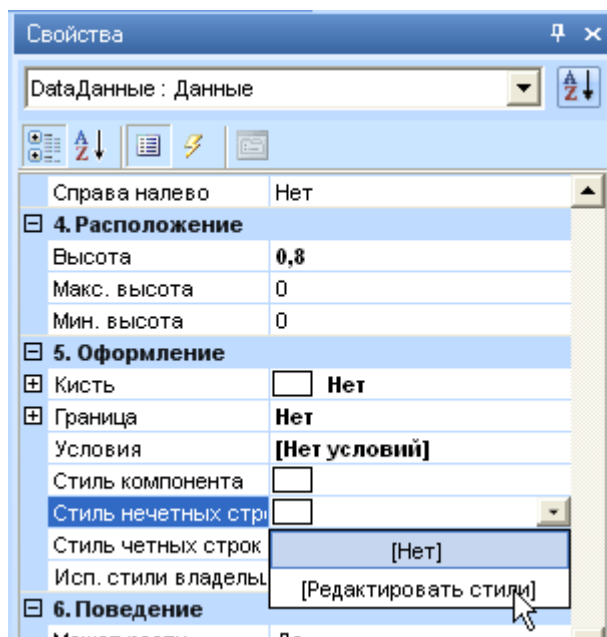 Свойства
DataДанные : Данные
Справа налево Нет
4. Расположение
Высота 0,8
Макс. высота 0
Мин. высота 0
5. Оформление
Кисть Нет
Граница Нет
Условия [Нет условий]
Стиль компонента
Стиль нечетных стр
Стиль четных строк [Нет]
Исп. стили владель [Редактировать стили]
6. Поведение